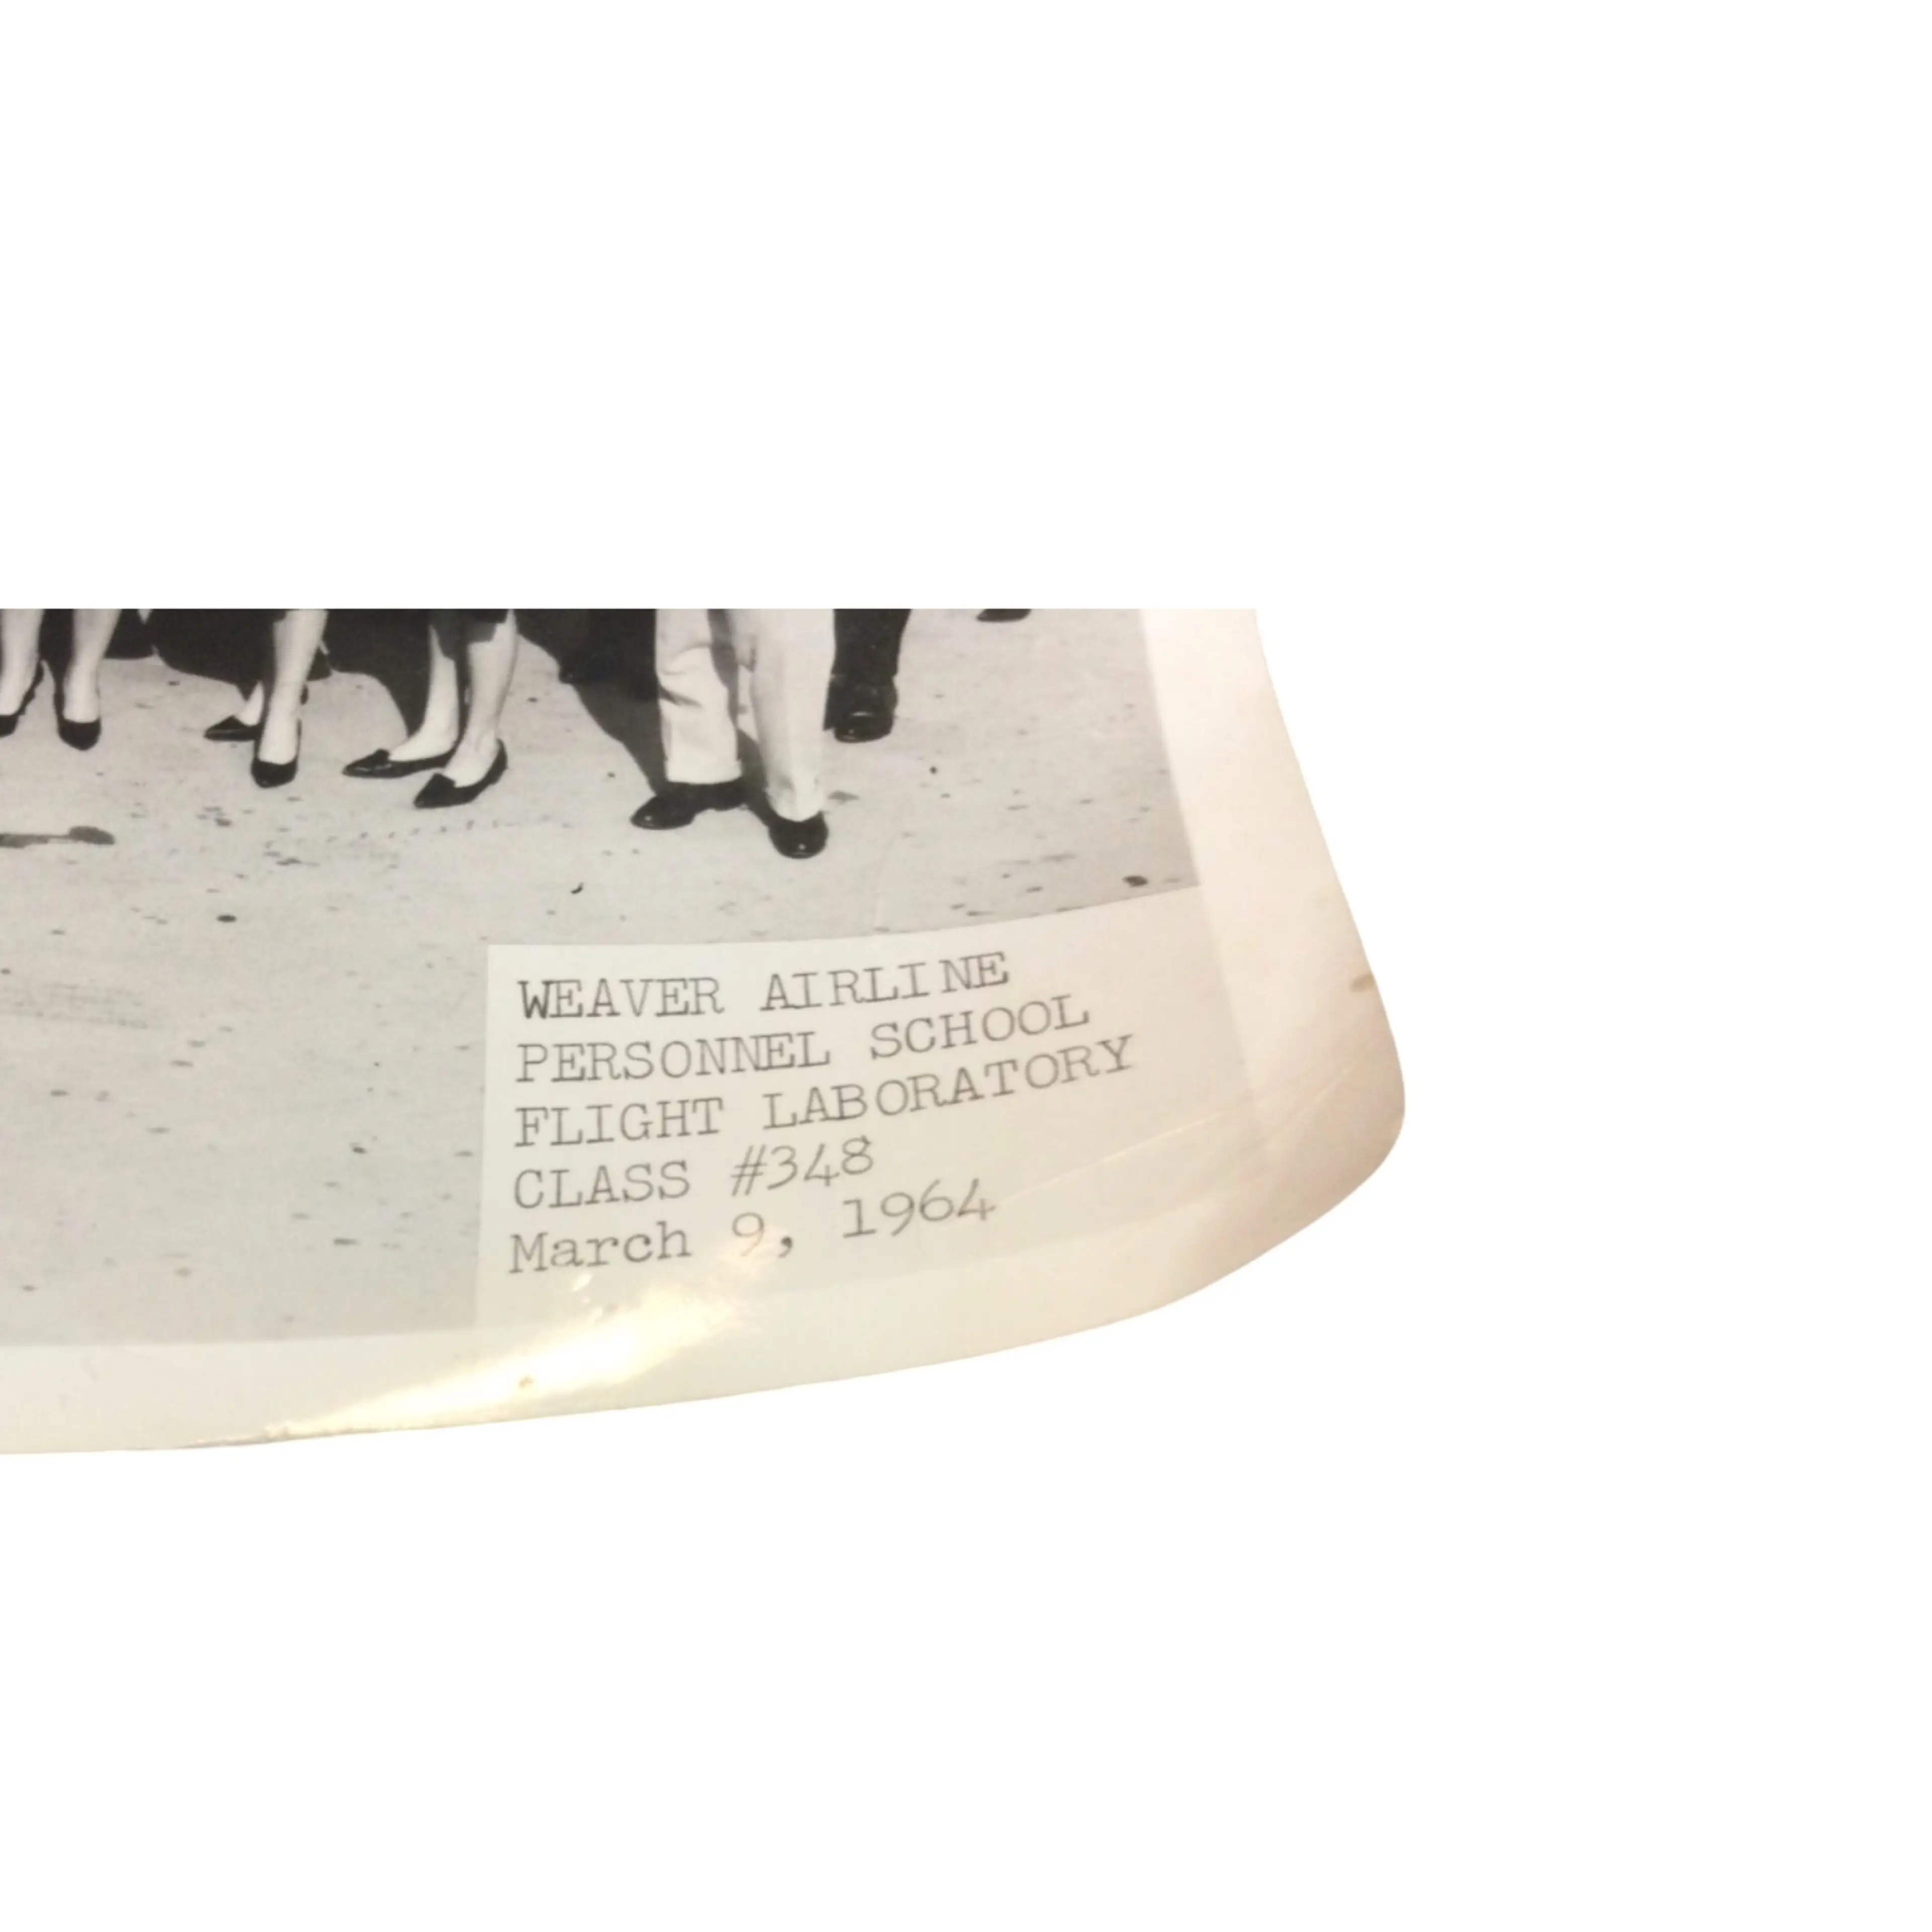 WEAVER AIRLINE
PERSONNEL SCHOOL
FLIGHT LABORATORY
CLASS #348
March 9, 1964